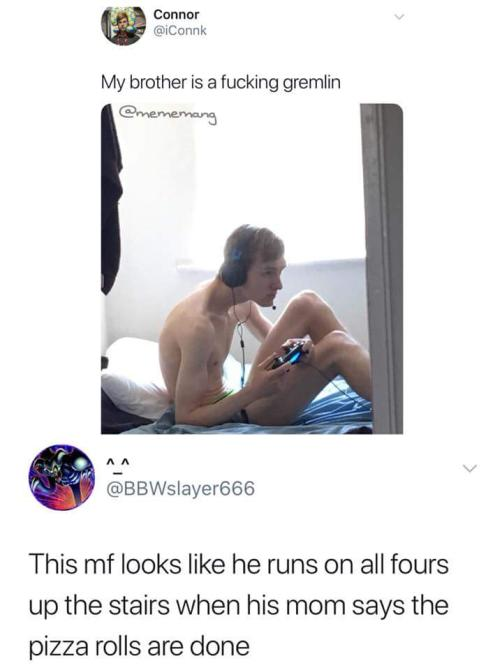 Connor
@iConnk
My brother is a fucking gremlin
@mememang
^_^
@BBWslayer666
This mf looks like he runs on all fours
up the stairs when his mom says the
pizza rolls are done